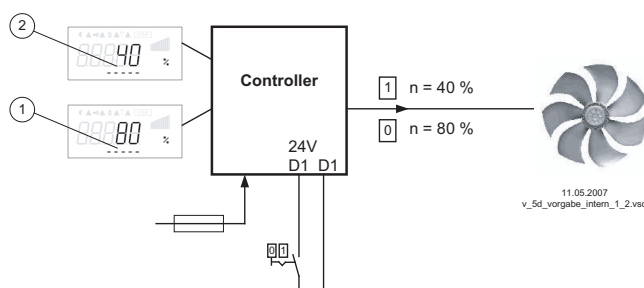 2
40
%
1
80
%
Controller
24V
D1 D1
1 n = 40 %
0 n = 80 %
0 1
11.05.2007
v_5d_vorgabe_intern_1_2.vsd